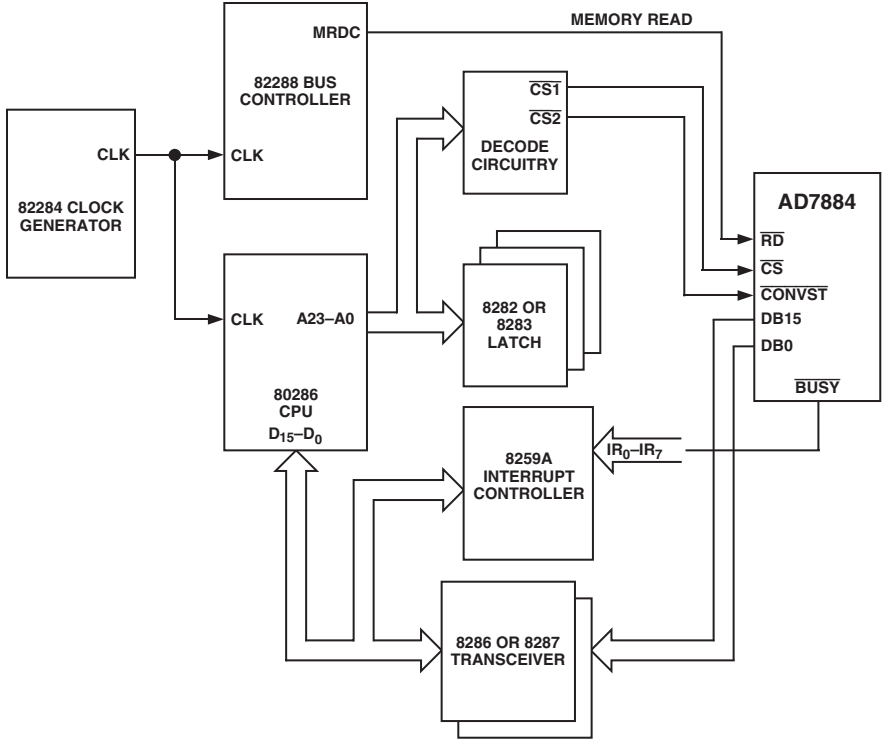 MEMORY READ
MRDC
82288 BUS
CONTROLLER
CLK
CLK
82284 CLOCK
GENERATOR
CS1
CS2
DECODE
CIRCUITRY
AD7884
RD
CS
CONVST
DB15
DB0
BUSY
CLK
A23–A0
80286
CPU
D15–D0
8282 OR
8283
LATCH
8259A
INTERRUPT
CONTROLLER
IR0–IR7
8286 OR 8287
TRANSCEIVER